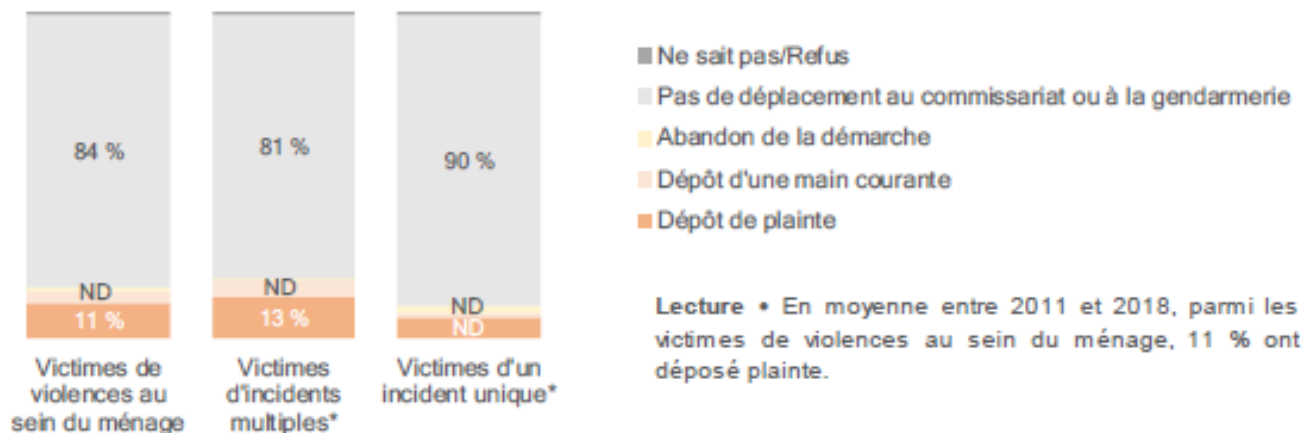 84 %
81 %
90 %
ND
ND
ND
11 %
13 %
ND
Victimes de
violences au
sein du ménage
Victimes
d'incidents
multiples*
Victimes d'un
incident unique*
Ne sait pas/Refus
Pas de déplacement au commissariat ou à la gendarmerie
Abandon de la démarche
Dépôt d'une main courante
Dépôt de plainte
Lecture • En moyenne entre 2011 et 2018, parmi les
victimes de violences au sein du ménage, 11 % ont
déposé plainte.